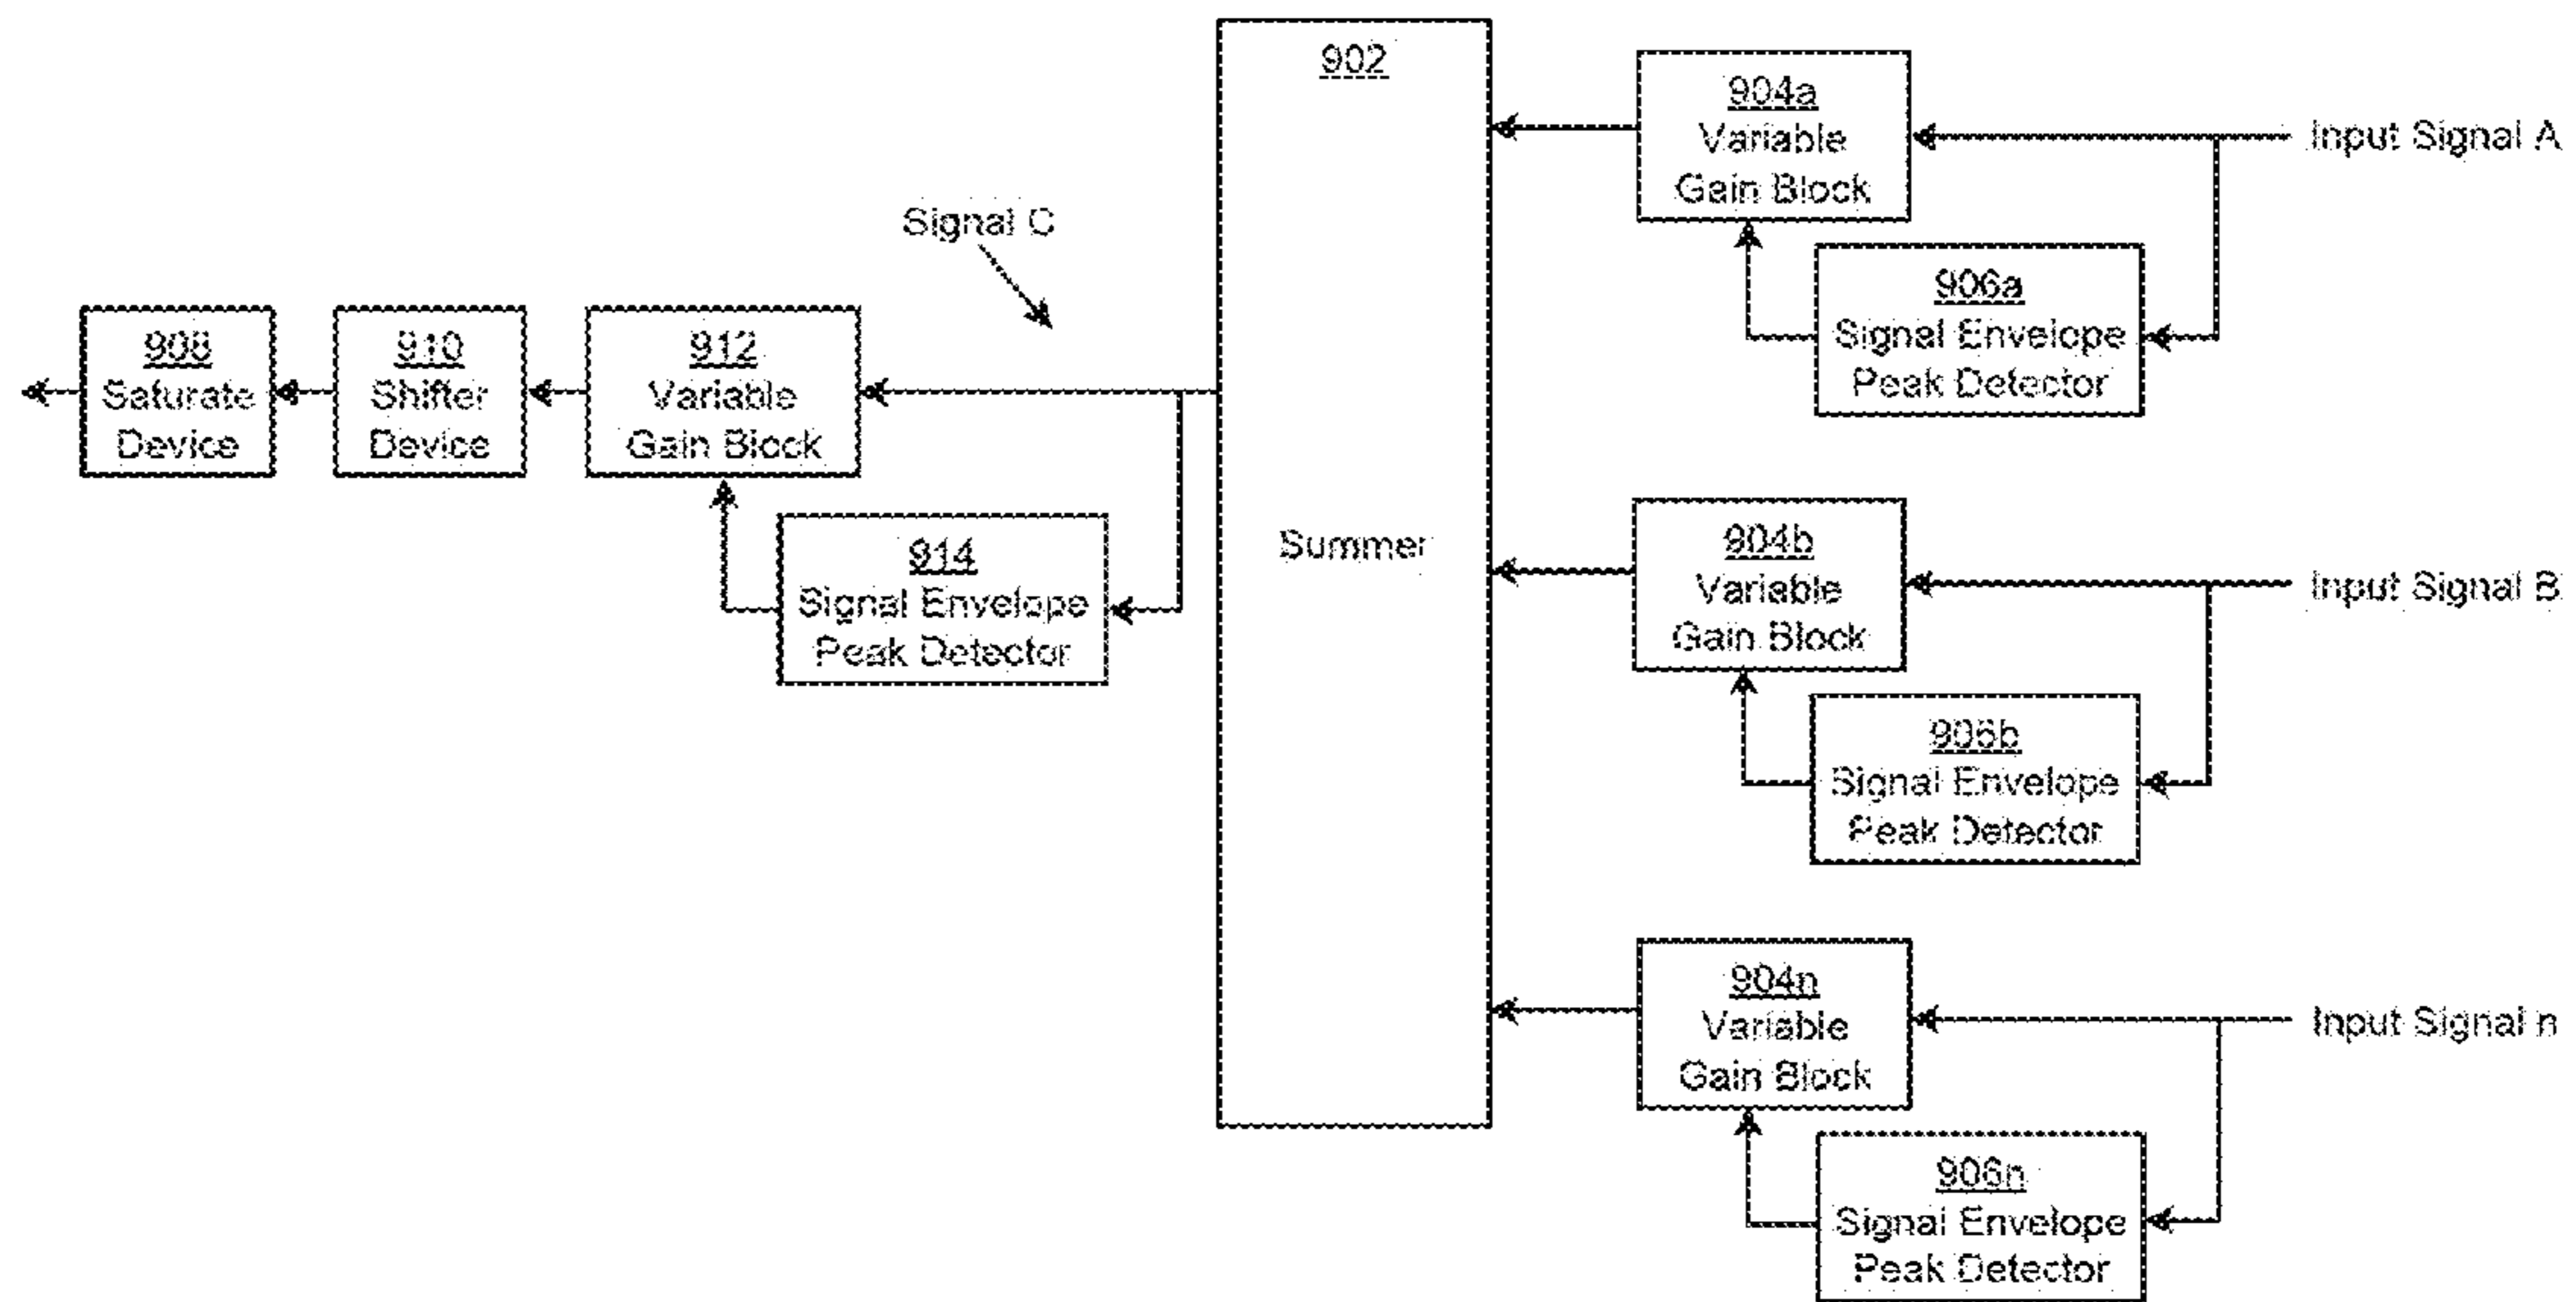 902
Summer
904a
Variable
Gain Block
Input Signal A
906a
Signal Envelope
Peak Detector
Signal C
908
Saturate
Device
910
Shifter
Device
912
Variable
Gain Block
914
Signal Envelope
Peak Detector
904b
Variable
Gain Block
Input Signal B
906b
Signal Envelope
Peak Detector
904n
Variable
Gain Block
Input Signal n
906n
Signal Envelope
Peak Detector